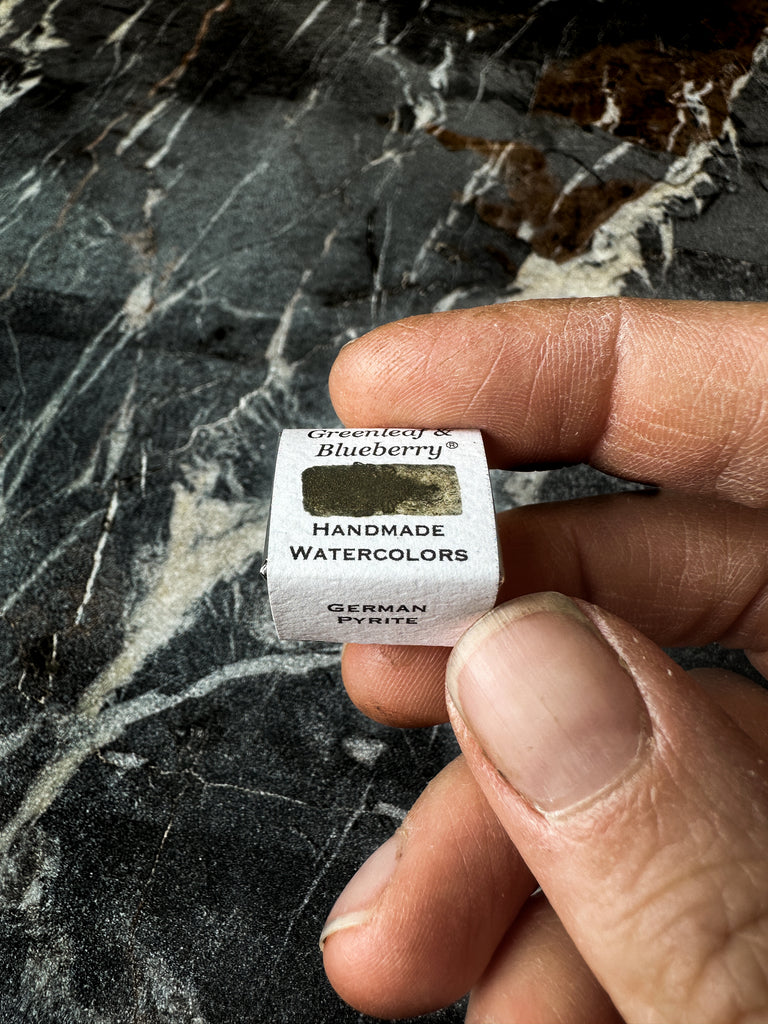 Greenleaf &
Blueberry®
HANDMADE
WATERCOLORS
GERMAN
PYRITE